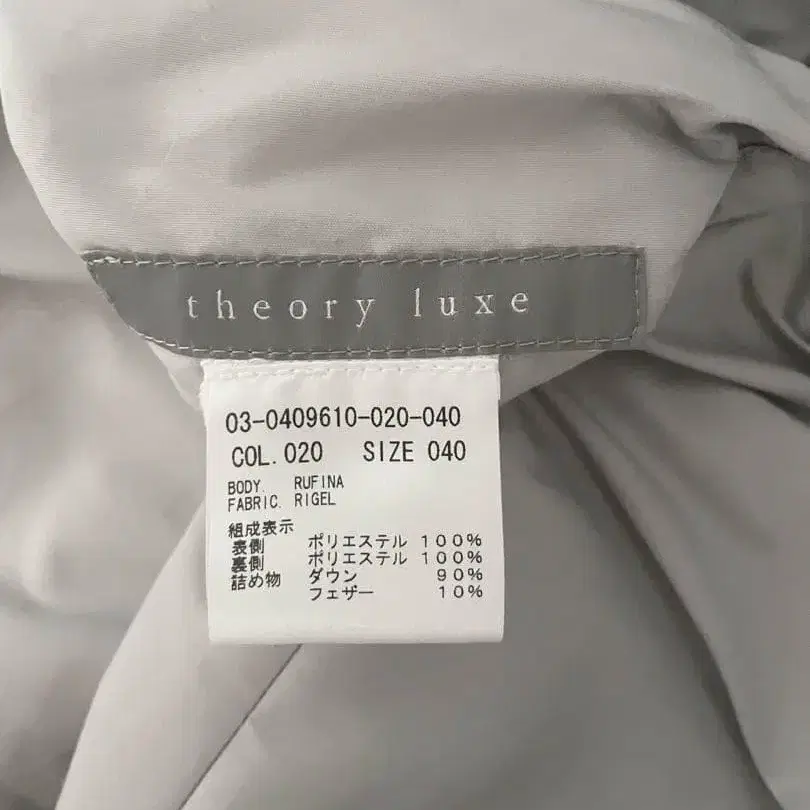 theory luxe
03-0409610-020-040
COL. 020 SIZE 040
BODY. RUFINA
FABRIC. RIGEL
組成表示
表側 ポリエステル 100%
裏側 ポリエステル 100%
詰め物 ダウン 90%
フェザー 10%